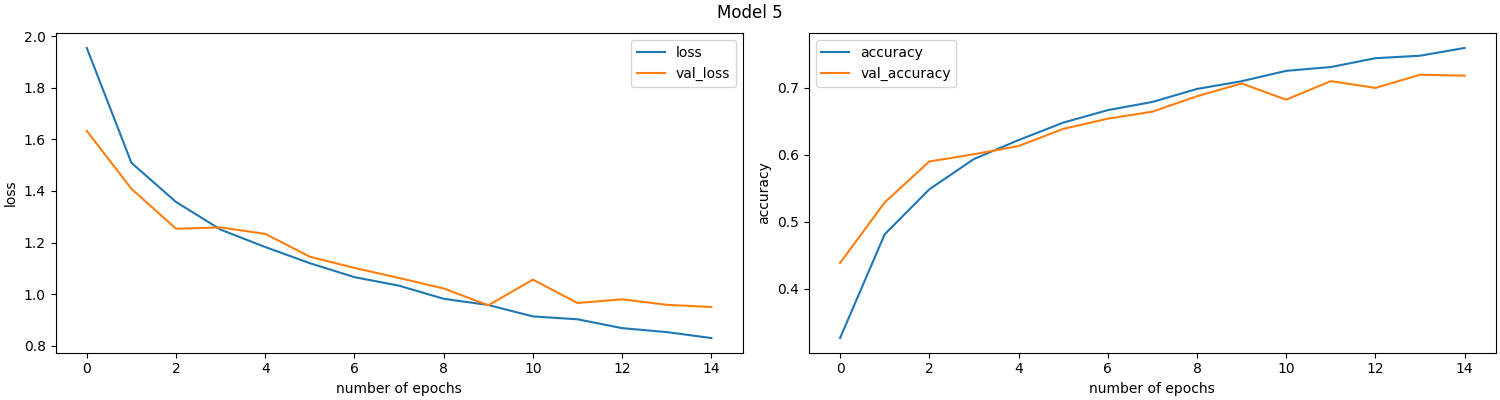 Model 5
loss
val_loss
2.0
1.8
1.6
1.4
1.2
1.0
0.8
loss
0 2 4 6 8 10 12 14
number of epochs
accuracy
val_accuracy
0.7
0.6
0.5
0.4
accuracy
0 2 4 6 8 10 12 14
number of epochs